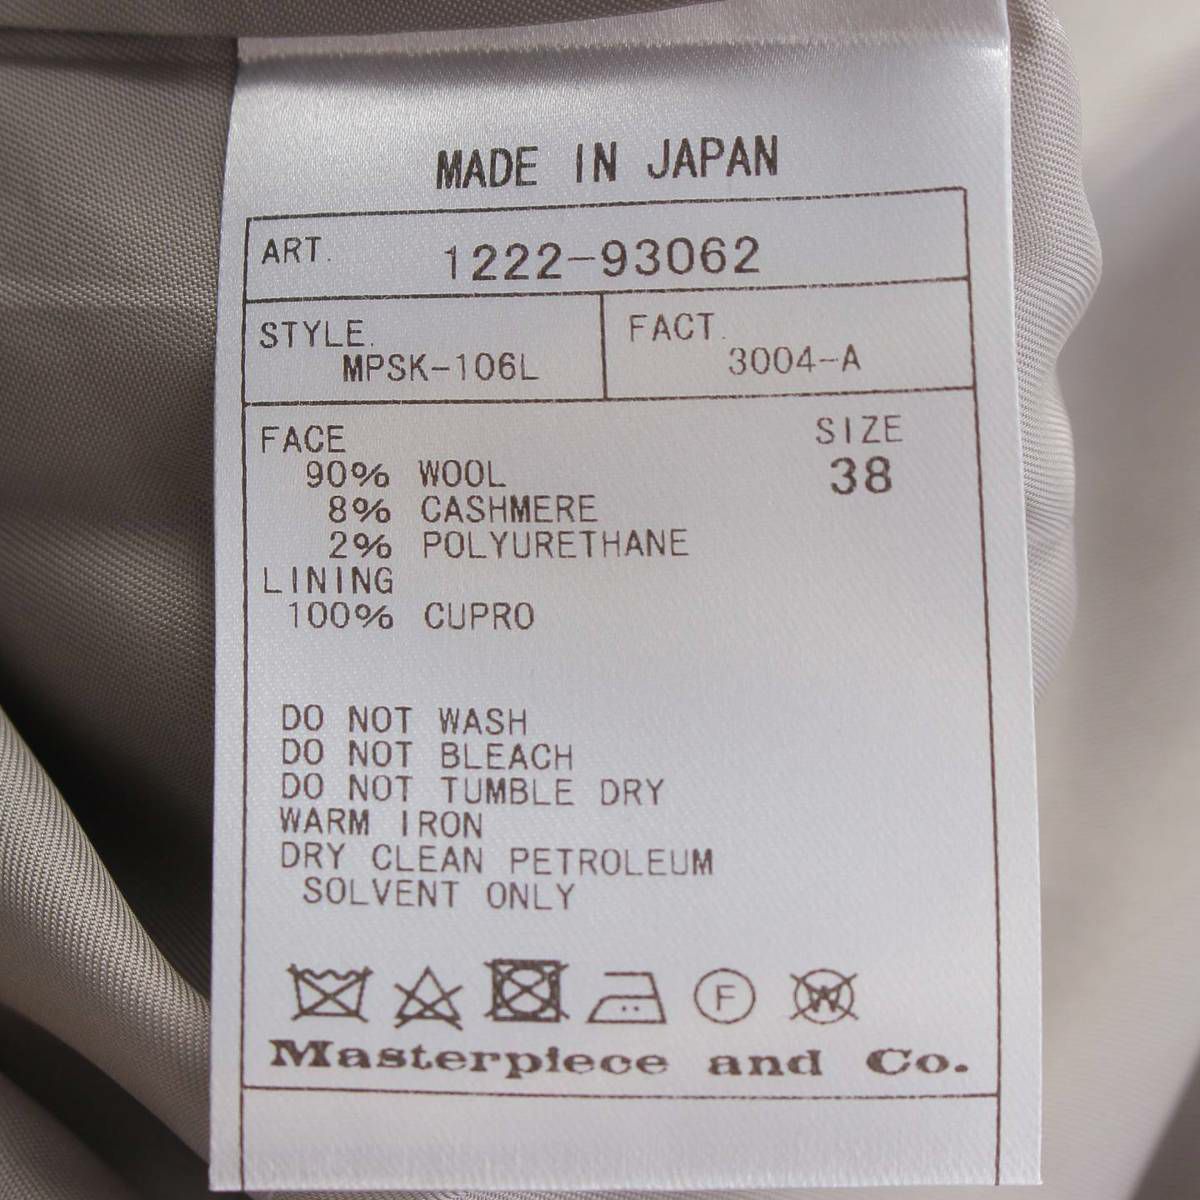 MADE IN JAPAN
ART. 1222-93062
STYLE. FACT.
MPSK-106L 3004-A
FACE SIZE
90% WOOL 38
8% CASHMERE
2% POLYURETHANE
LINING
100% CUPRO
DO NOT WASH
DO NOT BLEACH
DO NOT TUMBLE DRY
WARM IRON
DRY CLEAN PETROLEUM
SOLVENT ONLY
F W
Masterpiece and Co.